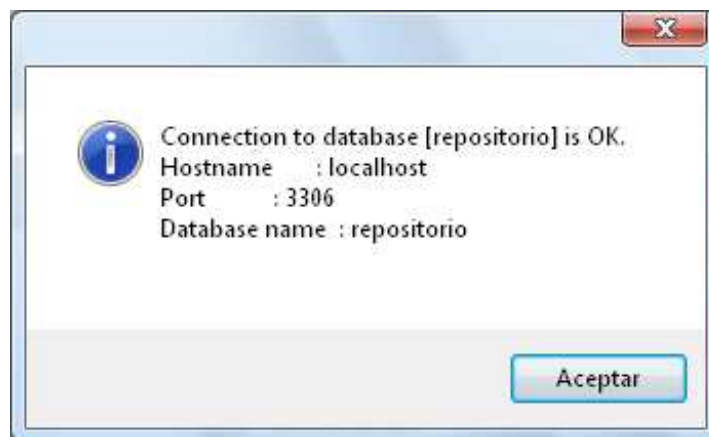 Connection to database [repositorio] is OK.
Hostname : localhost
Port : 3306
Database name : repositorio
Aceptar